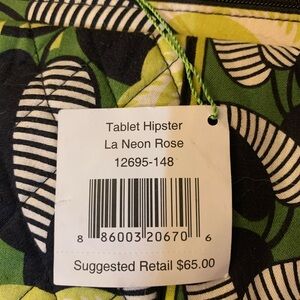 Tablet Hipster
La Neon Rose
12695-148
8 86003 20670 6
Suggested Retail $65.00